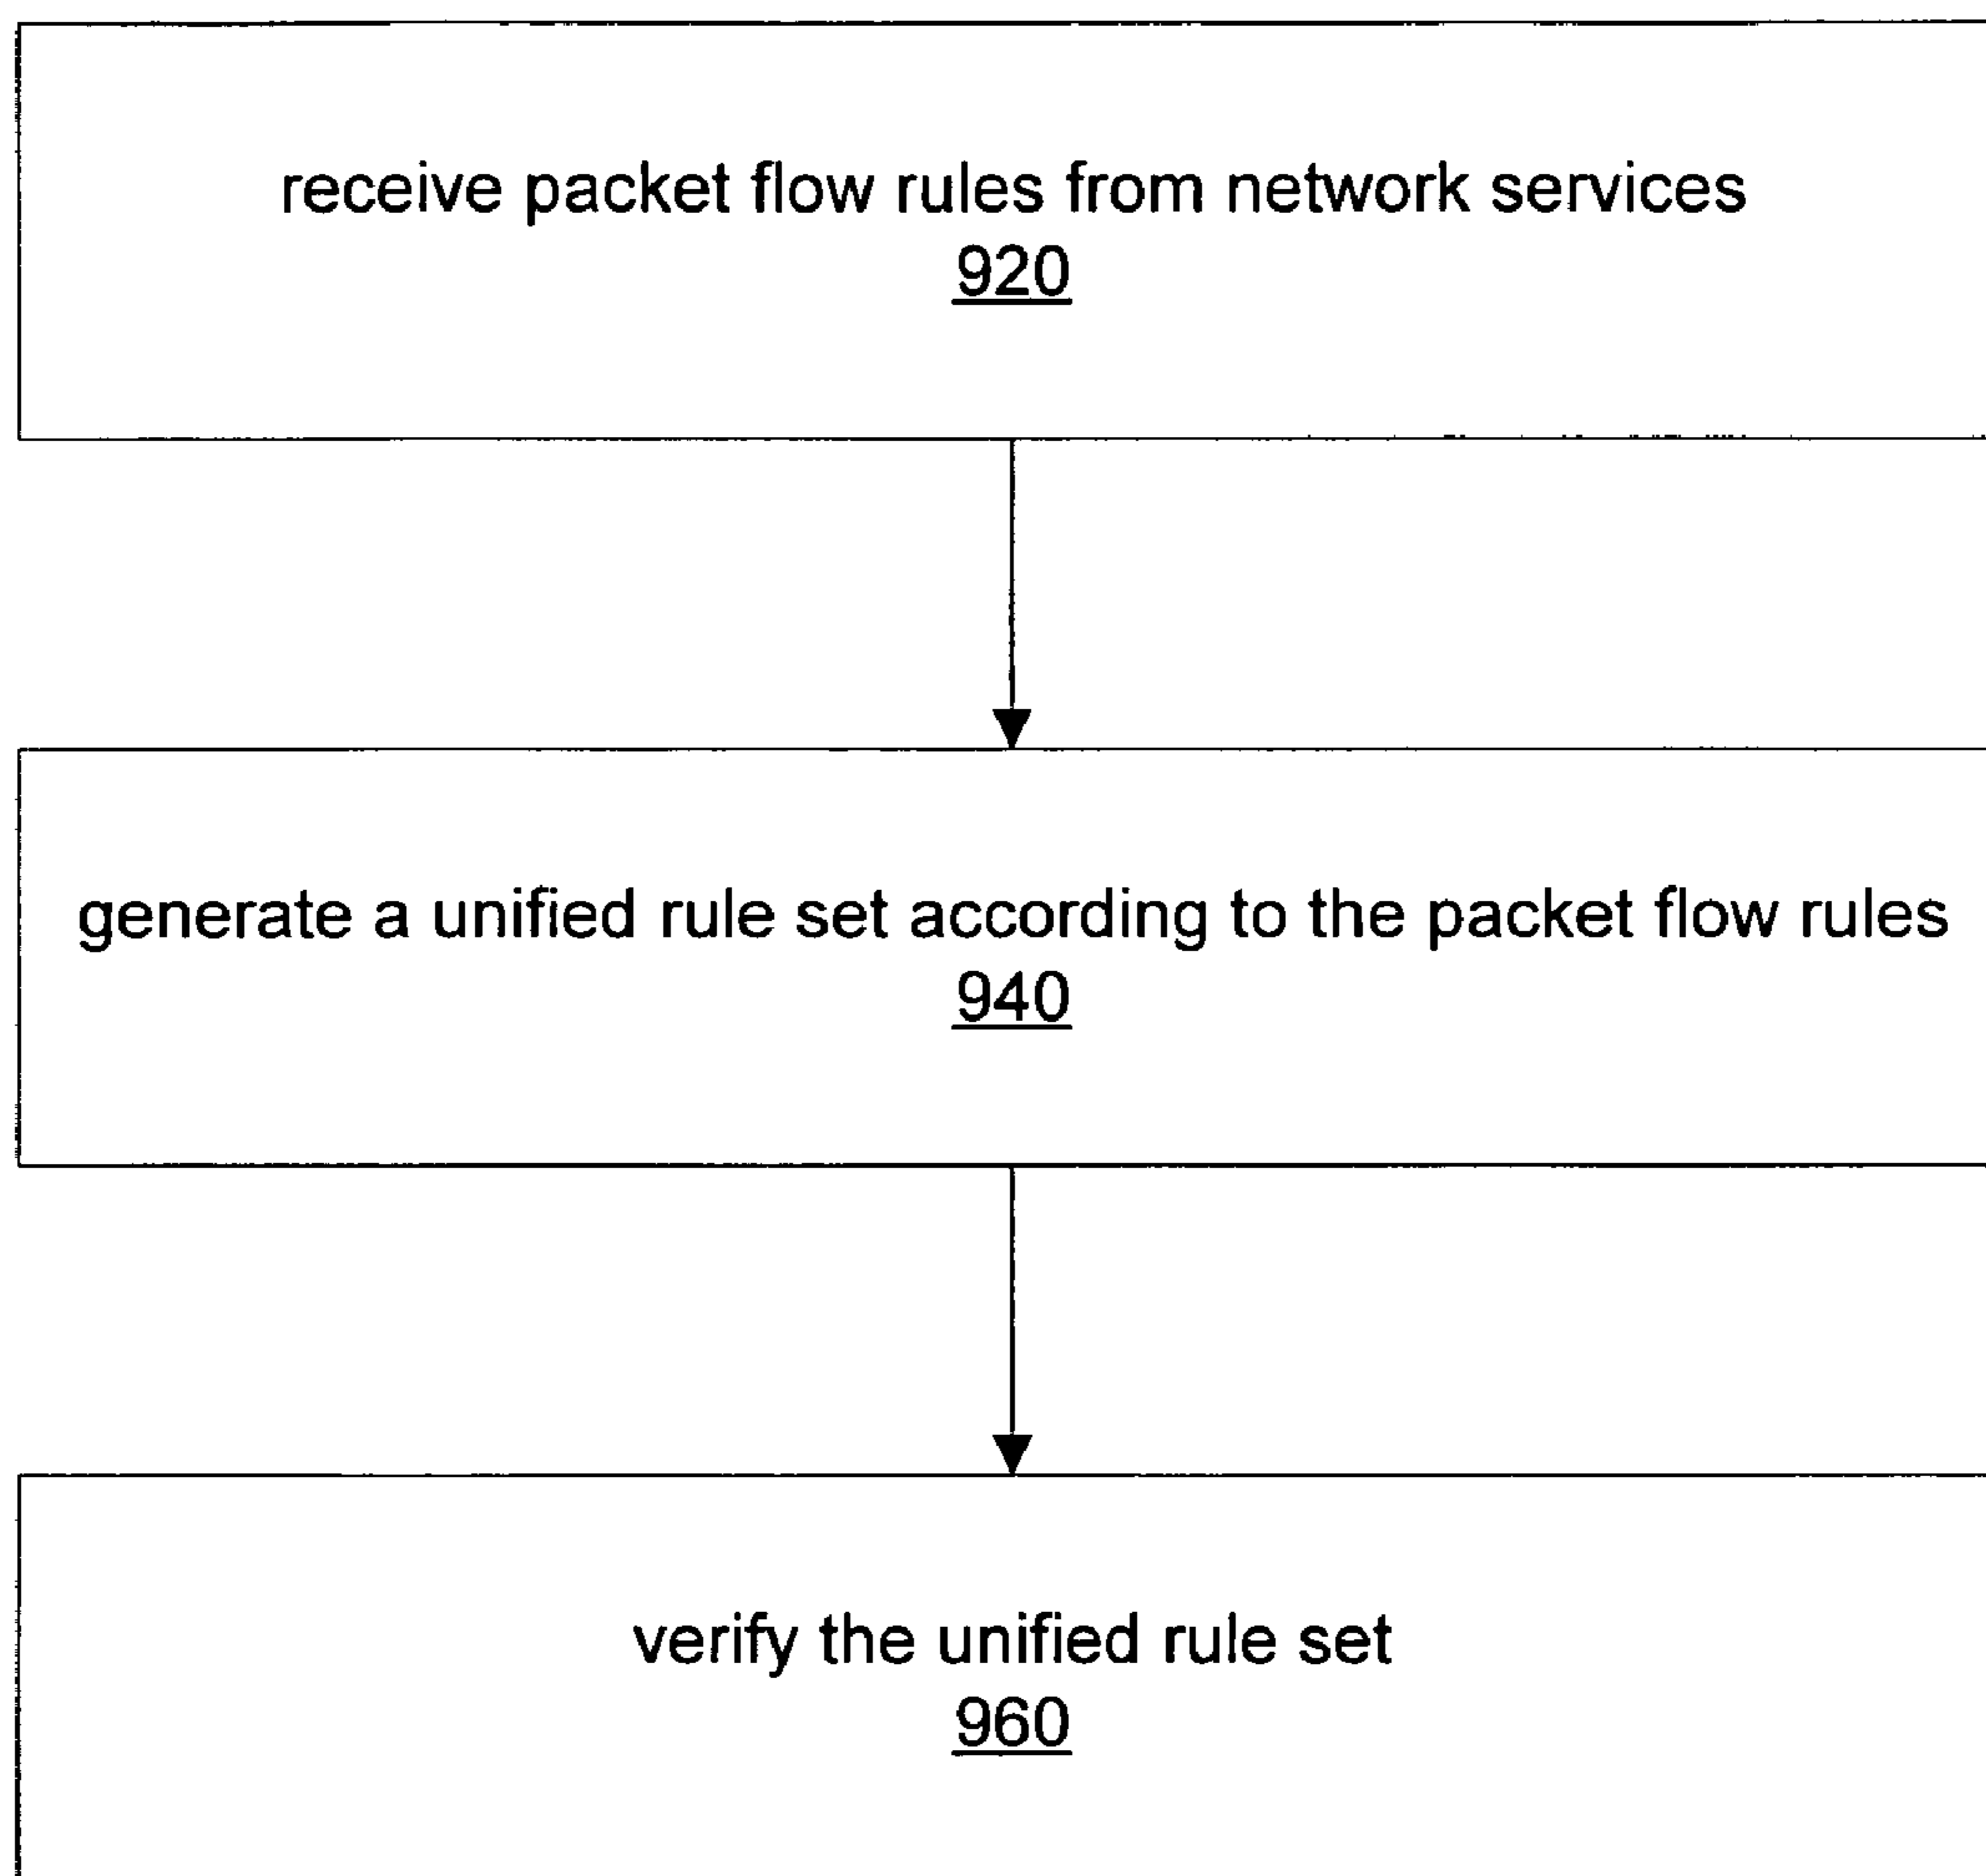 receive packet flow rules from network services
920
generate a unified rule set according to the packet flow rules
940
verify the unified rule set
960